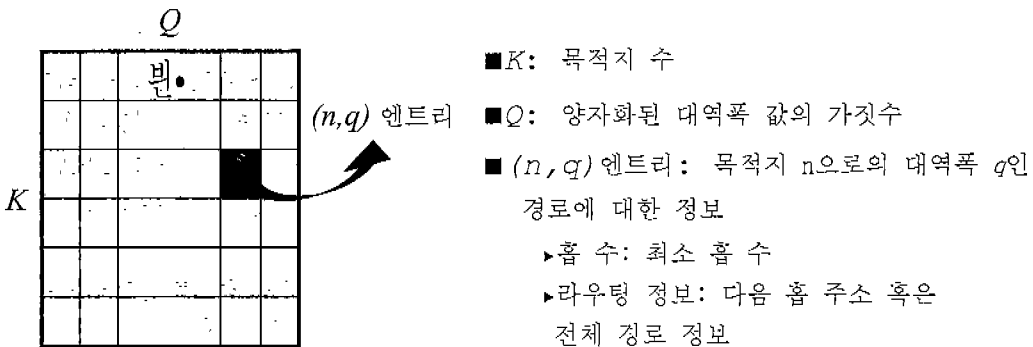 Q
빈
(n,q) 엔트리
K
■K: 목적지 수
■Q: 양자화된 대역폭 값의 가짓수
■(n,q)엔트리: 목적지 n으로의 대역폭 q인
경로에 대한 정보
▸홉 수: 최소 홉 수
▸라우팅 정보: 다음 홉 주소 혹은
전체 경로 정보